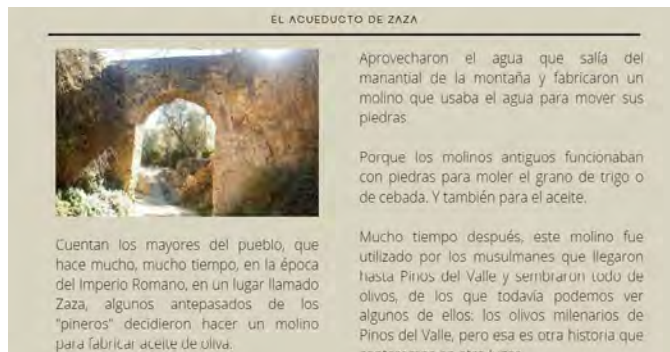 EL ACUEDUCTO DE ZAZA
Cuentan los mayores del pueblo, que
hace mucho, mucho tiempo, en la época
del Imperio Romano, en un lugar llamado
Zaza, algunos antepasados de los
"pineros" decidieron hacer un molino
para fabricar aceite de oliva.
Aprovecharon el agua que salía del
manantial de la montaña y fabricaron un
molino que usaba el agua para mover sus
piedras.
Porque los molinos antiguos funcionaban
con piedras para moler el grano de trigo o
de cebada. Y también para el aceite.
Mucho tiempo después, este molino fue
utilizado por los musulmanes que llegaron
hasta Pinos del Valle y sembraron todo de
olivos, de los que todavía podemos ver
algunos de ellos: los olivos milenarios de
Pinos del Valle, pero esa es otra historia que